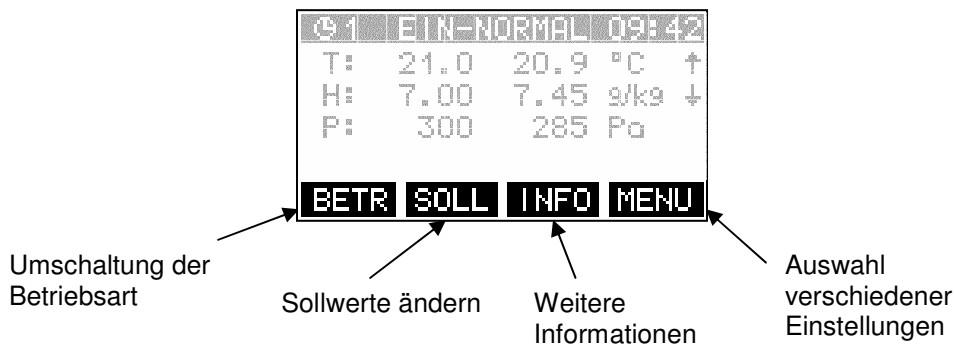 1 EIN-NORMAL 09:42
T: 21.0 20.9 °C ↑
H: 7.00 7.45 g/kg ↓
P: 300 285 Pa
BETR SOLL INFO MENU
Umschaltung der
Betriebsart
Sollwerte ändern
Weitere
Informationen
Auswahl
verschiedener
Einstellungen